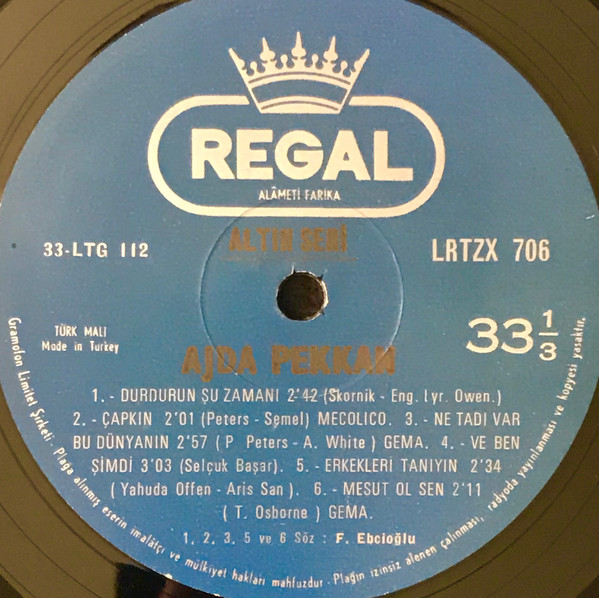 REGAL
ALÂMETİ FARİKA
33-LTG 112
ALTIN SERİ
LRTZX 706
TÜRK MALI
Made in Turkey
33 1/3
AJDA PEKKAN
1. - DURDURUN ŞU ZAMANI 2'42 (Skornik - Eng. Lyr. Owen.)
2. - ÇAPKIN 2'01 (Peters - Semel) MECOLICO. 3. - NE TADI VAR
BU DÜNYANIN 2'57 ( P. Peters - A. White ) GEMA. 4. - VE BEN
ŞİMDİ 3'03 (Selçuk Başar). 5. - ERKEKLERİ TANIYIN 2'34
( Yahuda Offen - Aris San ). 6. - MESUT OL SEN 2'11
( T. Osborne ) GEMA.
1, 2, 3, 5 ve 6 Söz : F. Ebcioğlu
Gramofon Limitet Şirketi - Plağa alınmış eserin imalâtçı ve mülkiyet hakları mahfuzdur - Plağın izinsiz alenen çalınması, radyoda yayınlanması ve kopyesi yasaktır.